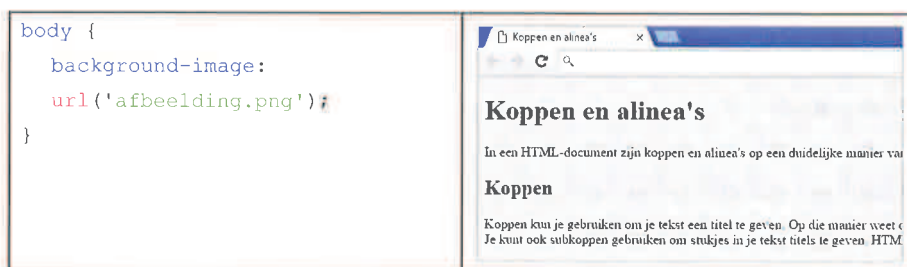 body {
background-image:
url('afbeelding.png');
}
Koppen en alinea's
Koppen en alinea's
In een HTML-document zijn koppen en alinea's op een duidelijke manier
Koppen
Koppen kun je gebruiken om je tekst een titel te geven. Op die manier weet
Je kunt ook subkoppen gebruiken om stukjes in je tekst titels te geven. HTM